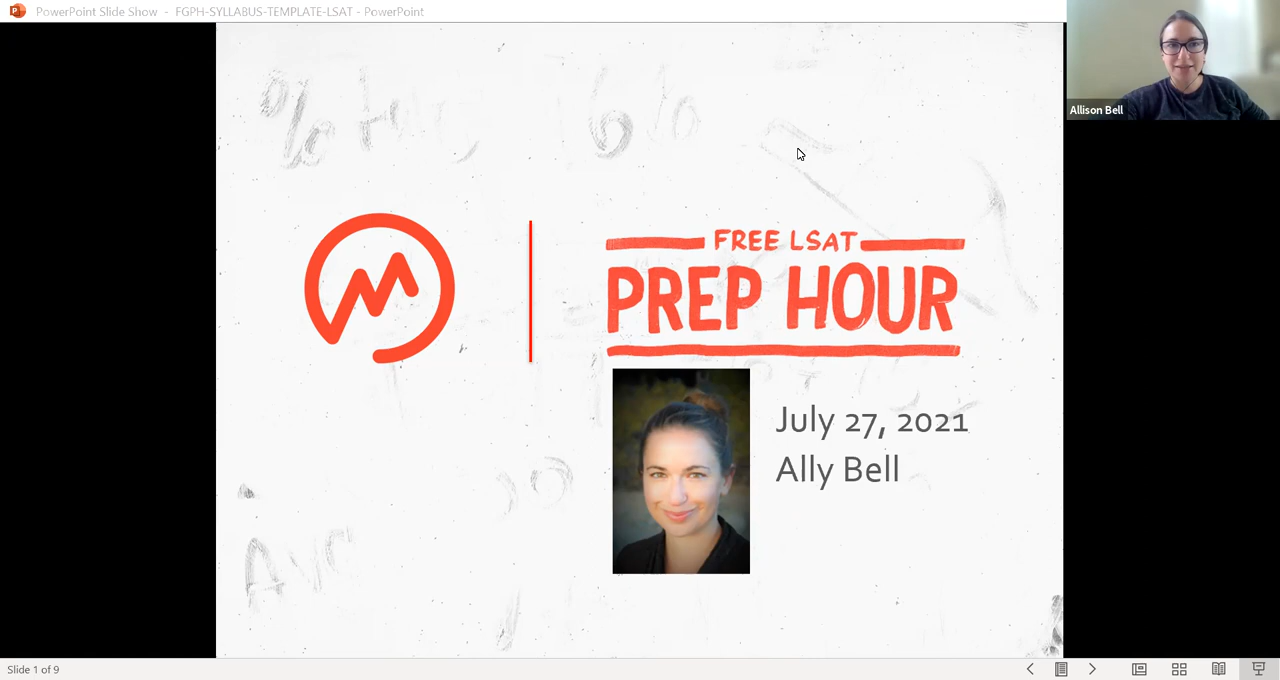 PowerPoint Slide Show - FGPH-SYLLABUS-TEMPLATE-LSAT - PowerPoint
Allison Bell
FREE LSAT
PREP HOUR
July 27, 2021
Ally Bell
Slide 1 of 9